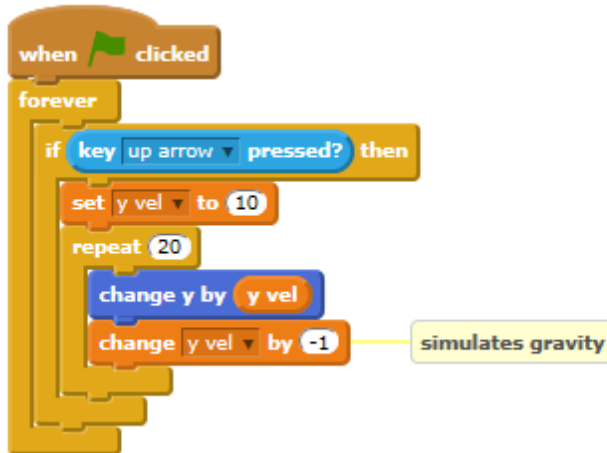 when clicked
forever
if key up arrow pressed? then
set y vel to 10
repeat 20
change y by y vel
change y vel by -1 simulates gravity